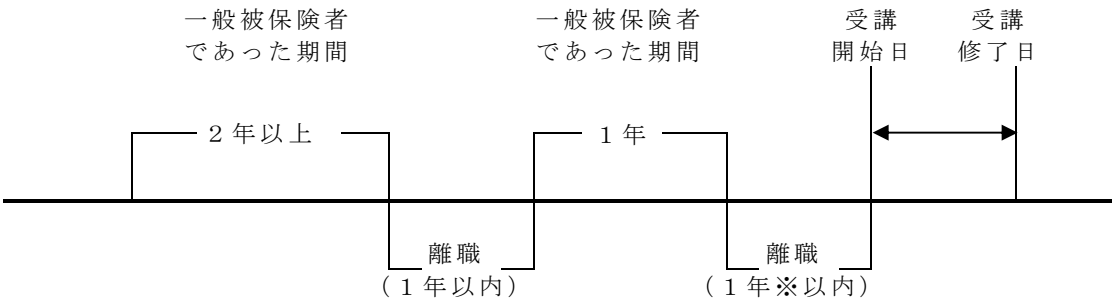 一般被保険者
であった期間
一般被保険者
であった期間
受講
開始日
受講
修了日
２年以上
１年
離職
（１年以内）
離職
（１年※以内）